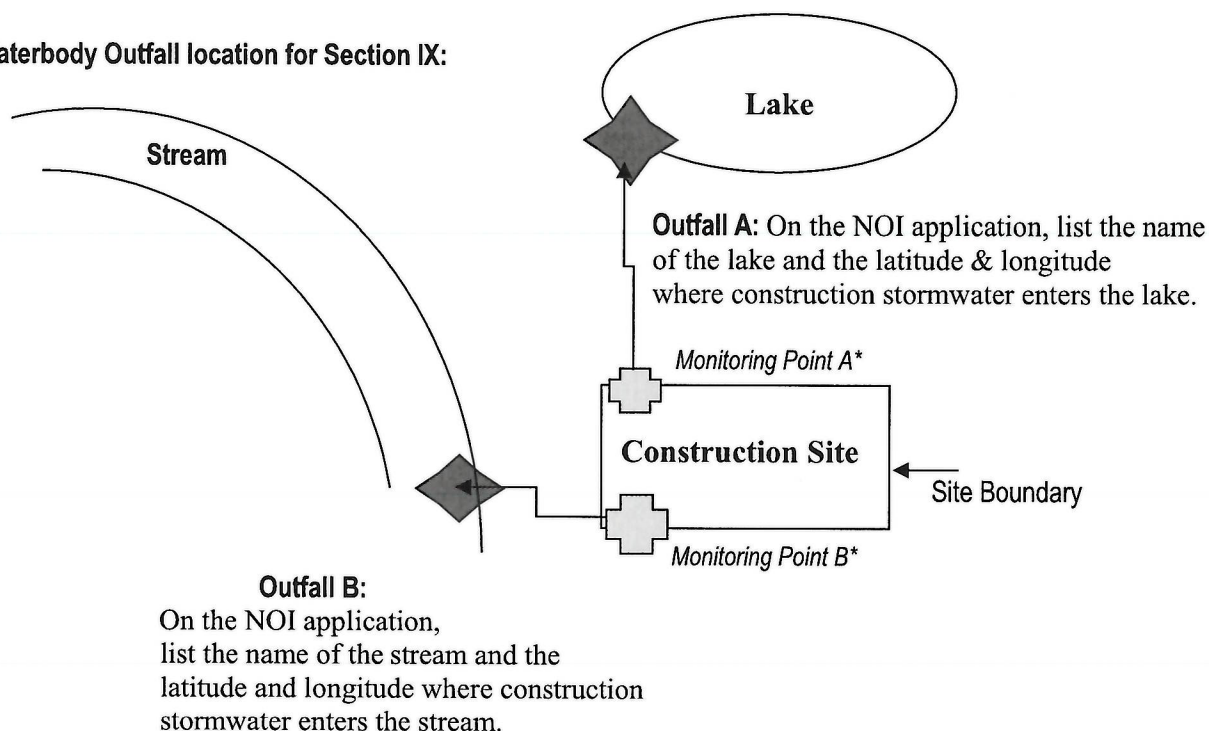 aterbody Outfall location for Section IX:
Lake
Stream
Outfall A: On the NOI application, list the name
of the lake and the latitude & longitude
where construction stormwater enters the lake.
Monitoring Point A*
Construction Site
Site Boundary
Monitoring Point B*
Outfall B:
On the NOI application,
list the name of the stream and the
latitude and longitude where construction
stormwater enters the stream.